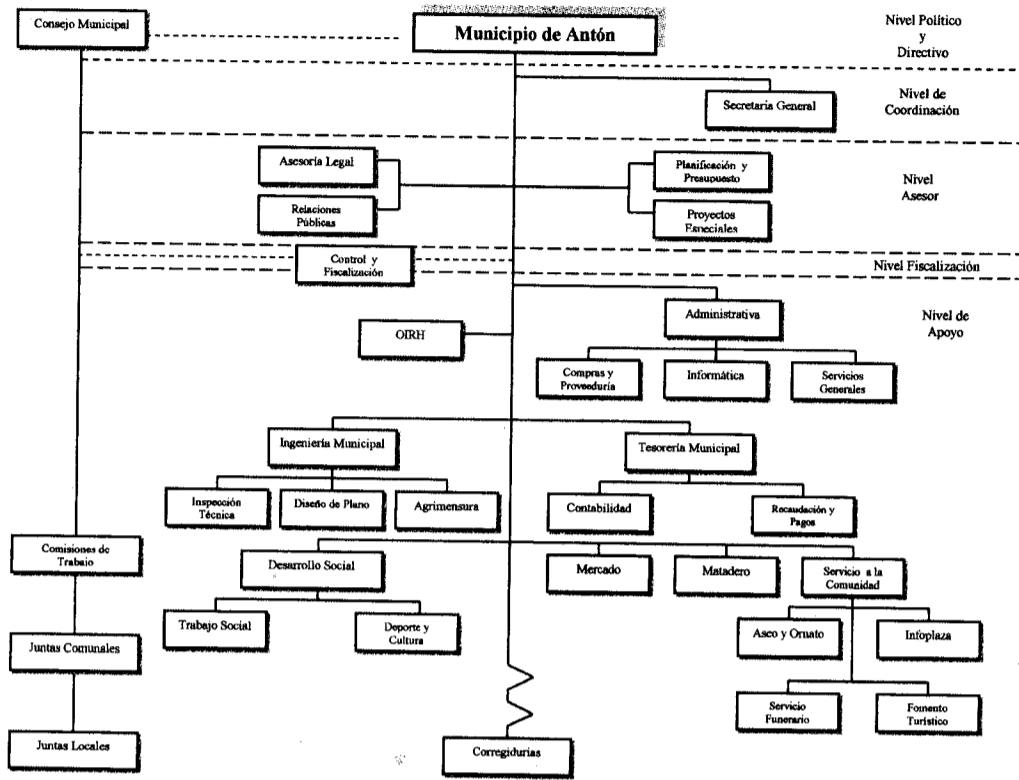 Consejo Municipal
Municipio de Antón
Nivel Político
y
Directivo
Secretaria General
Nivel de
Coordinación
Asesoría Legal
Planificación y
Presupuesto
Nivel
Asesor
Relaciones
Públicas
Proyectos
Especiales
Control y
Fiscalización
Nivel Fiscalización
Administrativa
Nivel de
Apoyo
OIRH
Compras y
Proveeduría
Informática
Servicios
Generales
Ingeniería Municipal
Tesorería Municipal
Inspección
Técnica
Diseño de Plano
Agrimensura
Contabilidad
Recaudación y
Pagos
Comisiones de
Trabajo
Desarrollo Social
Mercado
Matadero
Servicio a la
Comunidad
Trabajo Social
Deporte y
Cultura
Aseo y Ornato
Infoplaza
Juntas Comunales
Servicio
Funerario
Fomento
Turístico
Juntas Locales
Corregidurias